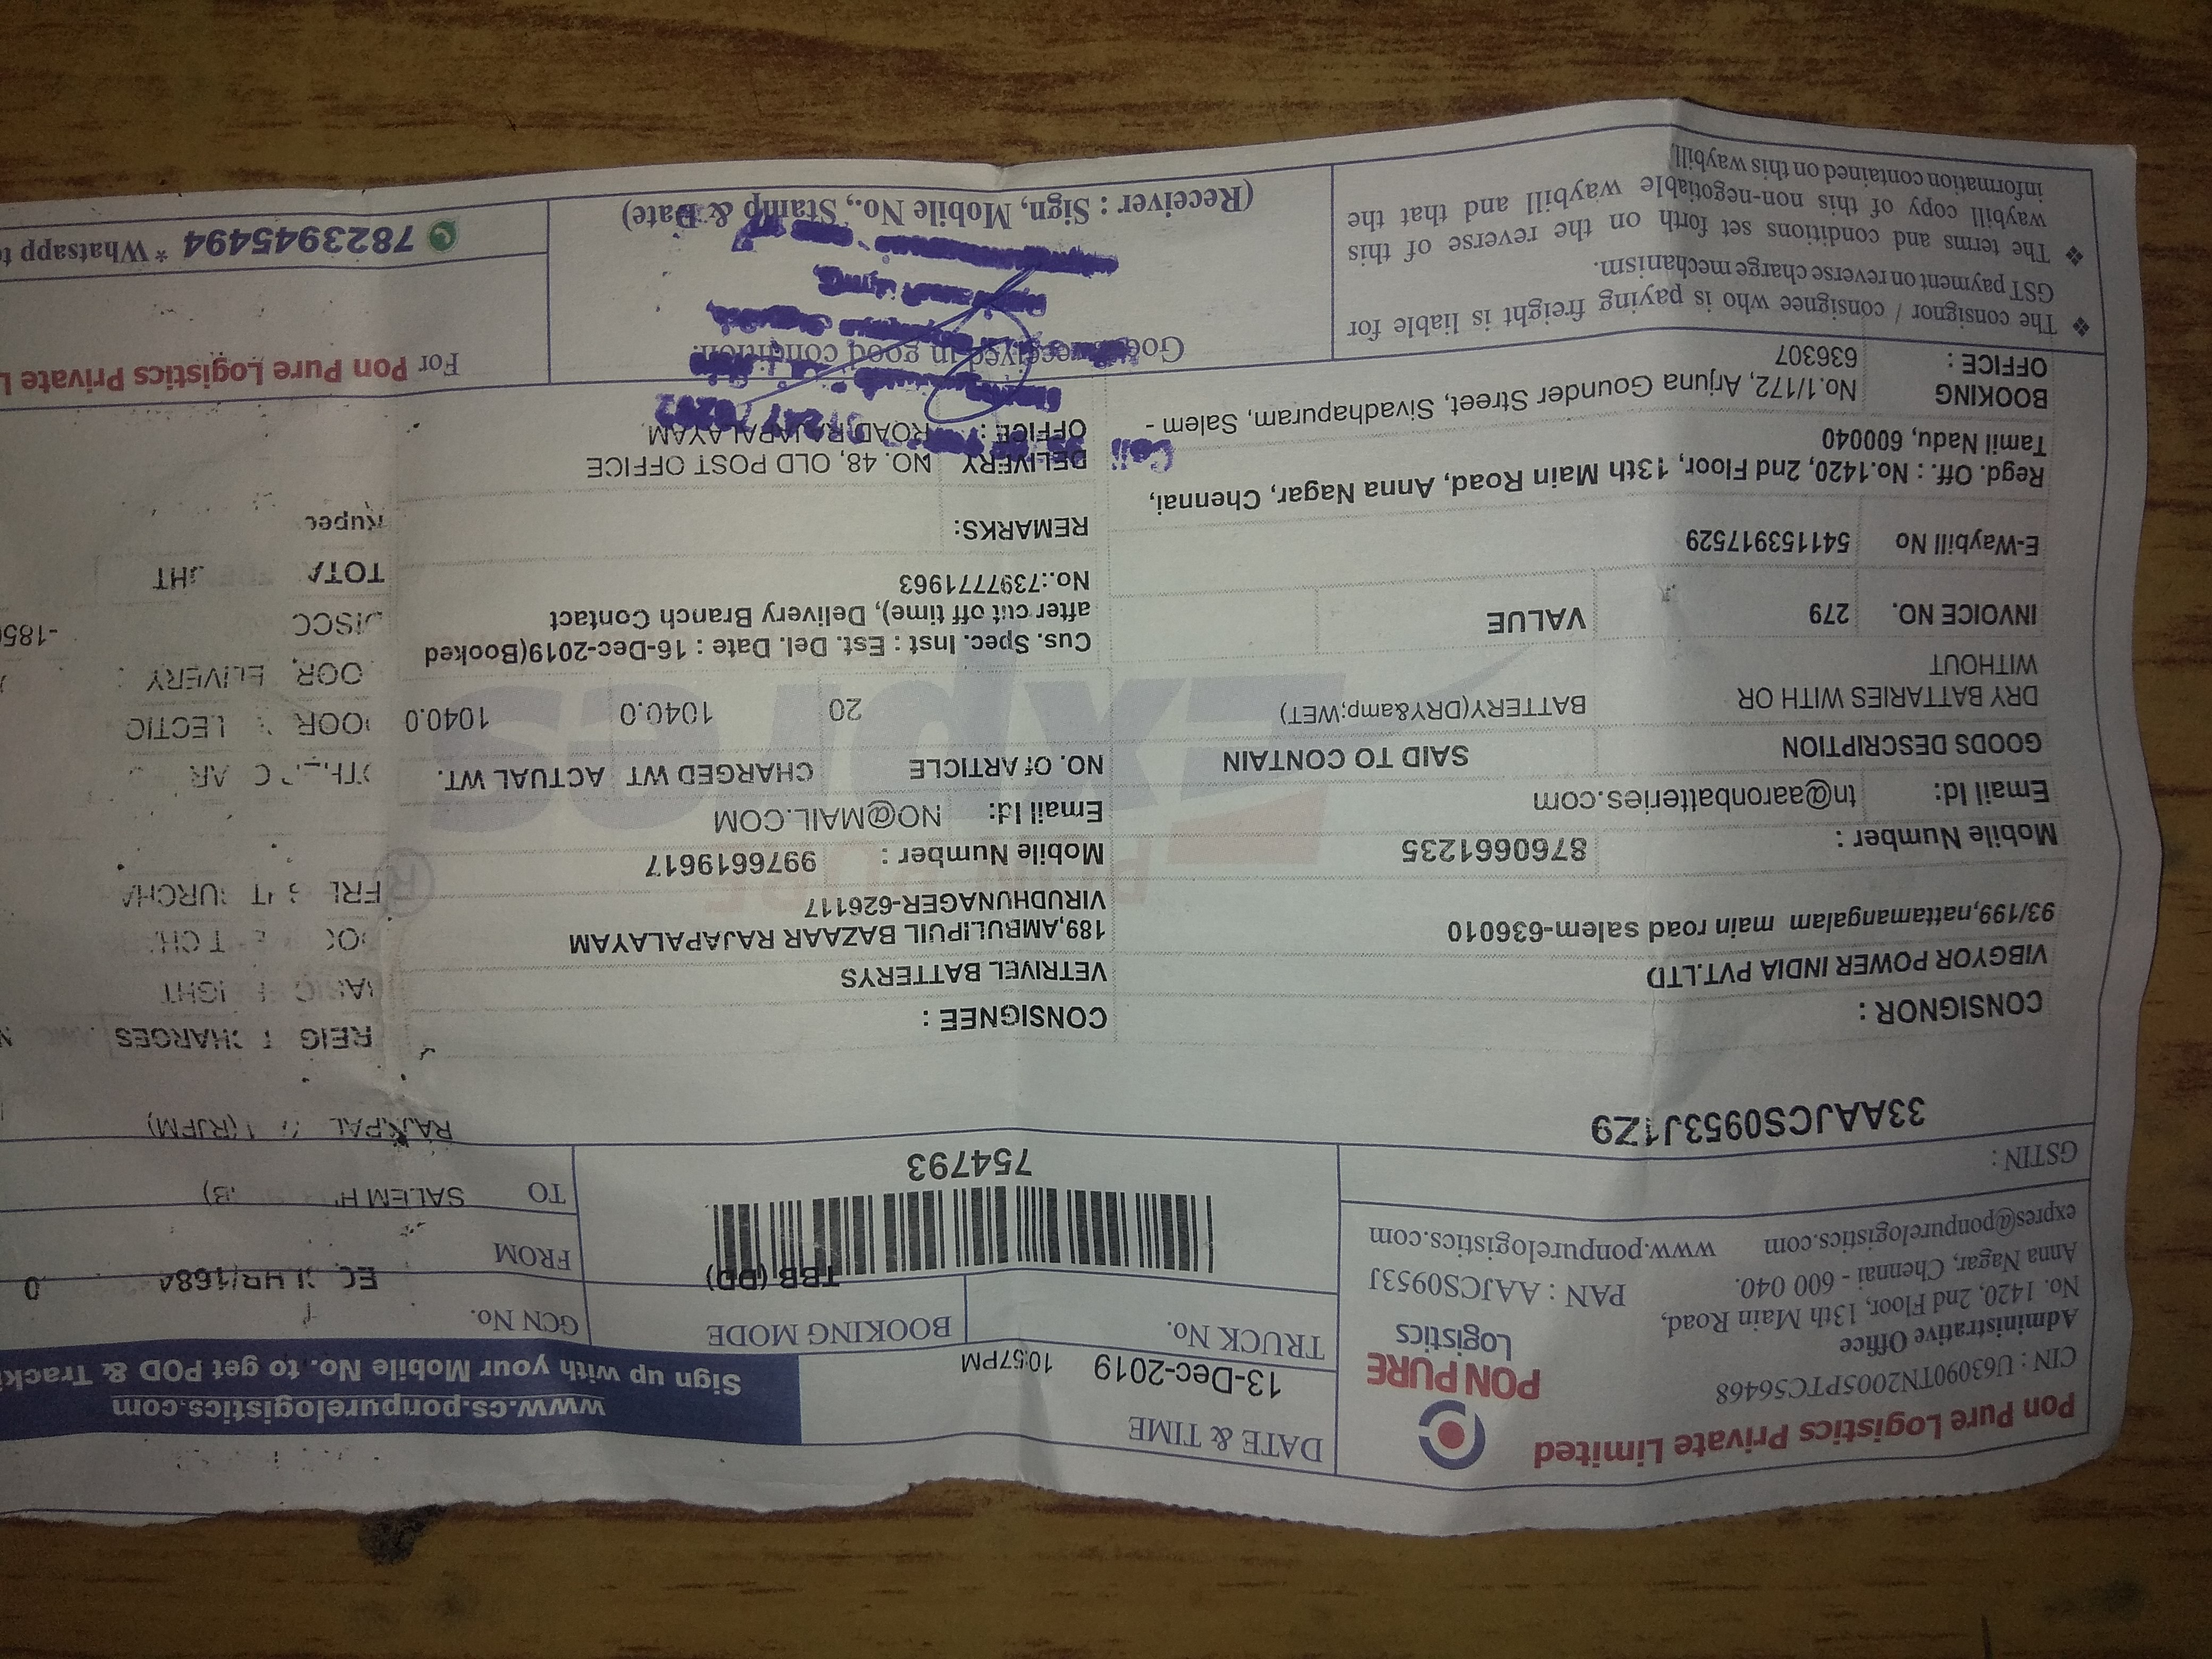 Pon Pure Logistics Private Limited
CIN : U63090TN2005PTC56468
Administrative Office
No. 1420, 2nd Floor, 13th Main Road,
Anna Nagar, Chennai - 600 040.
expres@ponpurelogistics.com www.ponpurelogistics.com
PON PURE
Logistics
PAN : AAJCS0953J
GSTIN :
33AAJCS0953J1Z9
DATE & TIME
13-Dec-2019 10:57PM
TRUCK No.
BOOKING MODE
TBB (DD)
754793
www.cs.ponpurelogistics.com
Sign up with your Mobile No. to get POD &
GCN No.
FROM
SALEM
TO
(RJPM)
CONSIGNOR :
VIBGYOR POWER INDIA PVT.LTD
93/199,nattamangalam main road salem-636010
Mobile Number : 8760661235
Email Id: tn@aaronbatteries.com
CONSIGNEE :
VETRIVEL BATTERYS
189,AMBULIPUIL BAZAAR RAJAPALAYAM
VIRUDHUNAGER-626117
Mobile Number : 9976619617
Email Id: NO@MAIL.COM
GOODS DESCRIPTION SAID TO CONTAIN NO. Of ARTICLE CHARGED WT ACTUAL WT.
DRY BATTARIES WITH OR
WITHOUT
BATTERY(DRY&amp;WET) 20 1040.0 1040.0
INVOICE NO. 279 VALUE
E-Waybill No 541153917529
Cus. Spec. Inst : Est. Del. Date : 16-Dec-2019(Booked
after cut off time), Delivery Branch Contact
No.:7397771963
REMARKS:
Regd. Off. : No.1420, 2nd Floor, 13th Main Road, Anna Nagar, Chennai,
Tamil Nadu, 600040
BOOKING
OFFICE :
No.1/172, Arjuna Gounder Street, Sivadhapuram, Salem -
636307
DELIVERY
OFFICE :
NO. 48, OLD POST OFFICE
ROAD RAJAPALAYAM
❖ The consignor / consignee who is paying freight is liable for
GST payment on reverse charge mechanism.
❖ The terms and conditions set forth on the reverse of this
waybill copy of this non-negotiable waybill and that the
information contained on this waybill.
Goods received in good condition.
(Receiver : Sign, Mobile No., Stamp & Date)
For Pon Pure Logistics Private
7823945494 * Whatsapp